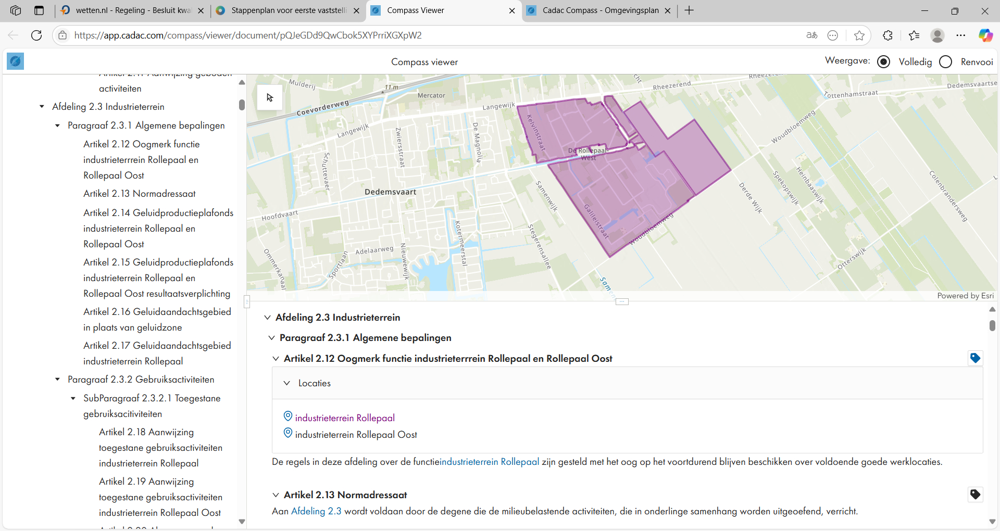 wetten.nl - Regeling - Besluit kwal
Stappenplan voor eerste vaststelli
Compass Viewer
Cadac Compass - Omgevingsplan
https://app.cadac.com/compass/viewer/document/pQJeGDd9QwCbok5XYPrriXGXpW2
Compass viewer
Weergave:
Volledig
Renvooi
Artikel 2.11 Aanwijzing geboden
activiteiten
Afdeling 2.3 Industrieterrein
Paragraaf 2.3.1 Algemene bepalingen
Artikel 2.12 Oogmerk functie
industrieterrrein Rollepaal en
Rollepaal Oost
Artikel 2.13 Normadressaat
Artikel 2.14 Geluidproductieplafonds
industrieterrein Rollepaal en
Rollepaal Oost
Artikel 2.15 Geluidproductieplafonds
industrieterrein Rollepaal en
Rollepaal Oost resultaatsverplichting
Artikel 2.16 Geluidaandachtsgebied
in plaats van geluidzone
Artikel 2.17 Geluidaandachtsgebied
industrieterrein Rollepaal
Paragraaf 2.3.2 Gebruiksactiviteiten
SubParagraaf 2.3.2.1 Toegestane
gebruiksacitiviteiten
Artikel 2.18 Aanwijzing
toegestane gebruiksactiviteiten
industrieterrein Rollepaal
Artikel 2.19 Aanwijzing
toegestane gebruiksactiviteiten
industrieterrein Rollepaal Oost
Mulderij
11 m
Mercator
Coevorderweg
Langewijk
Langewijk
Rheezerend
Tottenhamstraat
Dedemsvaartse
Zwiersstraat
De Magnolia
Schuttevaer
Kelvinstraat
De Rollepaal-
West
Woudbloemweg
Dedemsvaart
Hoofdvaart
Samenwijk
Galileistraat
Woudbloemweg
Derde Wijk
Spekopswijk
Heinbaaswijk
Colenbrandersweg
Kotermeerstal
Stegerensallee
Adelaarweg
Nieuwewijk
Sportlaan
Ommerkanaal
Otterswijk
Powered by Esri
Afdeling 2.3 Industrieterrein
Paragraaf 2.3.1 Algemene bepalingen
Artikel 2.12 Oogmerk functie industrieterrrein Rollepaal en Rollepaal Oost
Locaties
industrieterrein Rollepaal
industrieterrein Rollepaal Oost
De regels in deze afdeling over de functieindustrieterrein Rollepaal zijn gesteld met het oog op het voortdurend blijven beschikken over voldoende goede werklocaties.
Artikel 2.13 Normadressaat
Aan Afdeling 2.3 wordt voldaan door de degene die de milieubelastende activiteiten, die in onderlinge samenhang worden uitgeoefend, verricht.